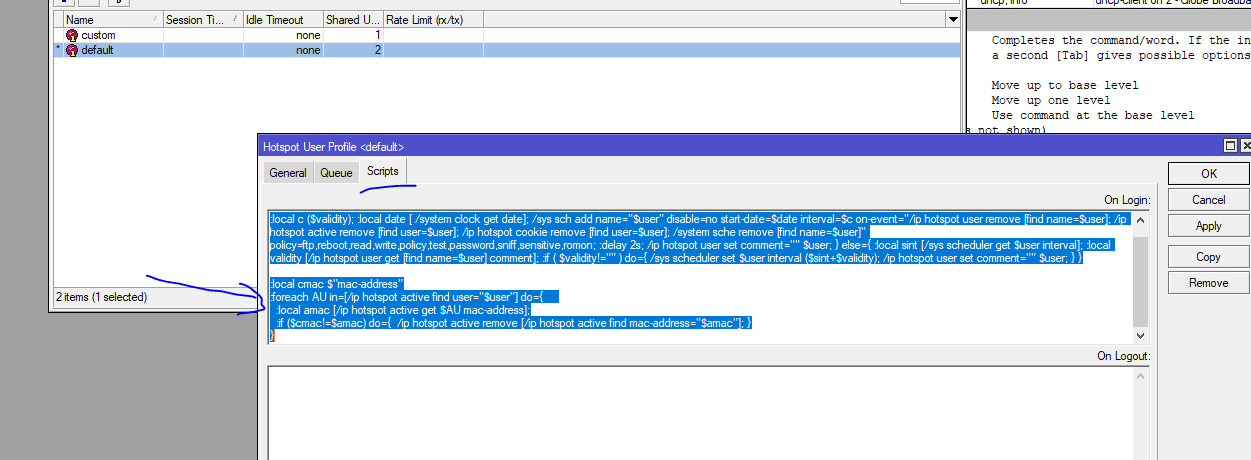 dhcp, info dhcp-client on 2 - Globe Broadba
Name Session Ti... Idle Timeout Shared U... Rate Limit (rx/tx)
custom none 1
* default none 2
Completes the command/word. If the in
a second [Tab] gives possible options
Move up to base level
Move up one level
Use command at the base level
s not shown)
2 items (1 selected)
Hotspot User Profile <default>
General Queue Scripts
OK
Cancel
Apply
Copy
Remove
On Login:
:local c ($validity); :local date [ /system clock get date]; /sys sch add name="$user" disable=no start-date=$date interval=$c on-event="/ip hotspot user remove [find name=$user]; /ip
hotspot active remove [find user=$user]; /ip hotspot cookie remove [find user=$user]; /system sche remove [find name=$user]"
policy=ftp,reboot,read,write,policy,test,password,sniff,sensitive,romon; :delay 2s; /ip hotspot user set comment="" $user; } else={ :local sint [/sys scheduler get $user interval]; :local
validity [/ip hotspot user get [find name=$user] comment]; :if ( $validity!="" ) do={ /sys scheduler set $user interval ($sint+$validity); /ip hotspot user set comment="" $user; } }
:local cmac $"mac-address"
:foreach AU in=[/ip hotspot active find user="$user"] do={
:local amac [/ip hotspot active get $AU mac-address];
:if ($cmac!=$amac) do={ /ip hotspot active remove [/ip hotspot active find mac-address="$amac"]; }
}
On Logout: